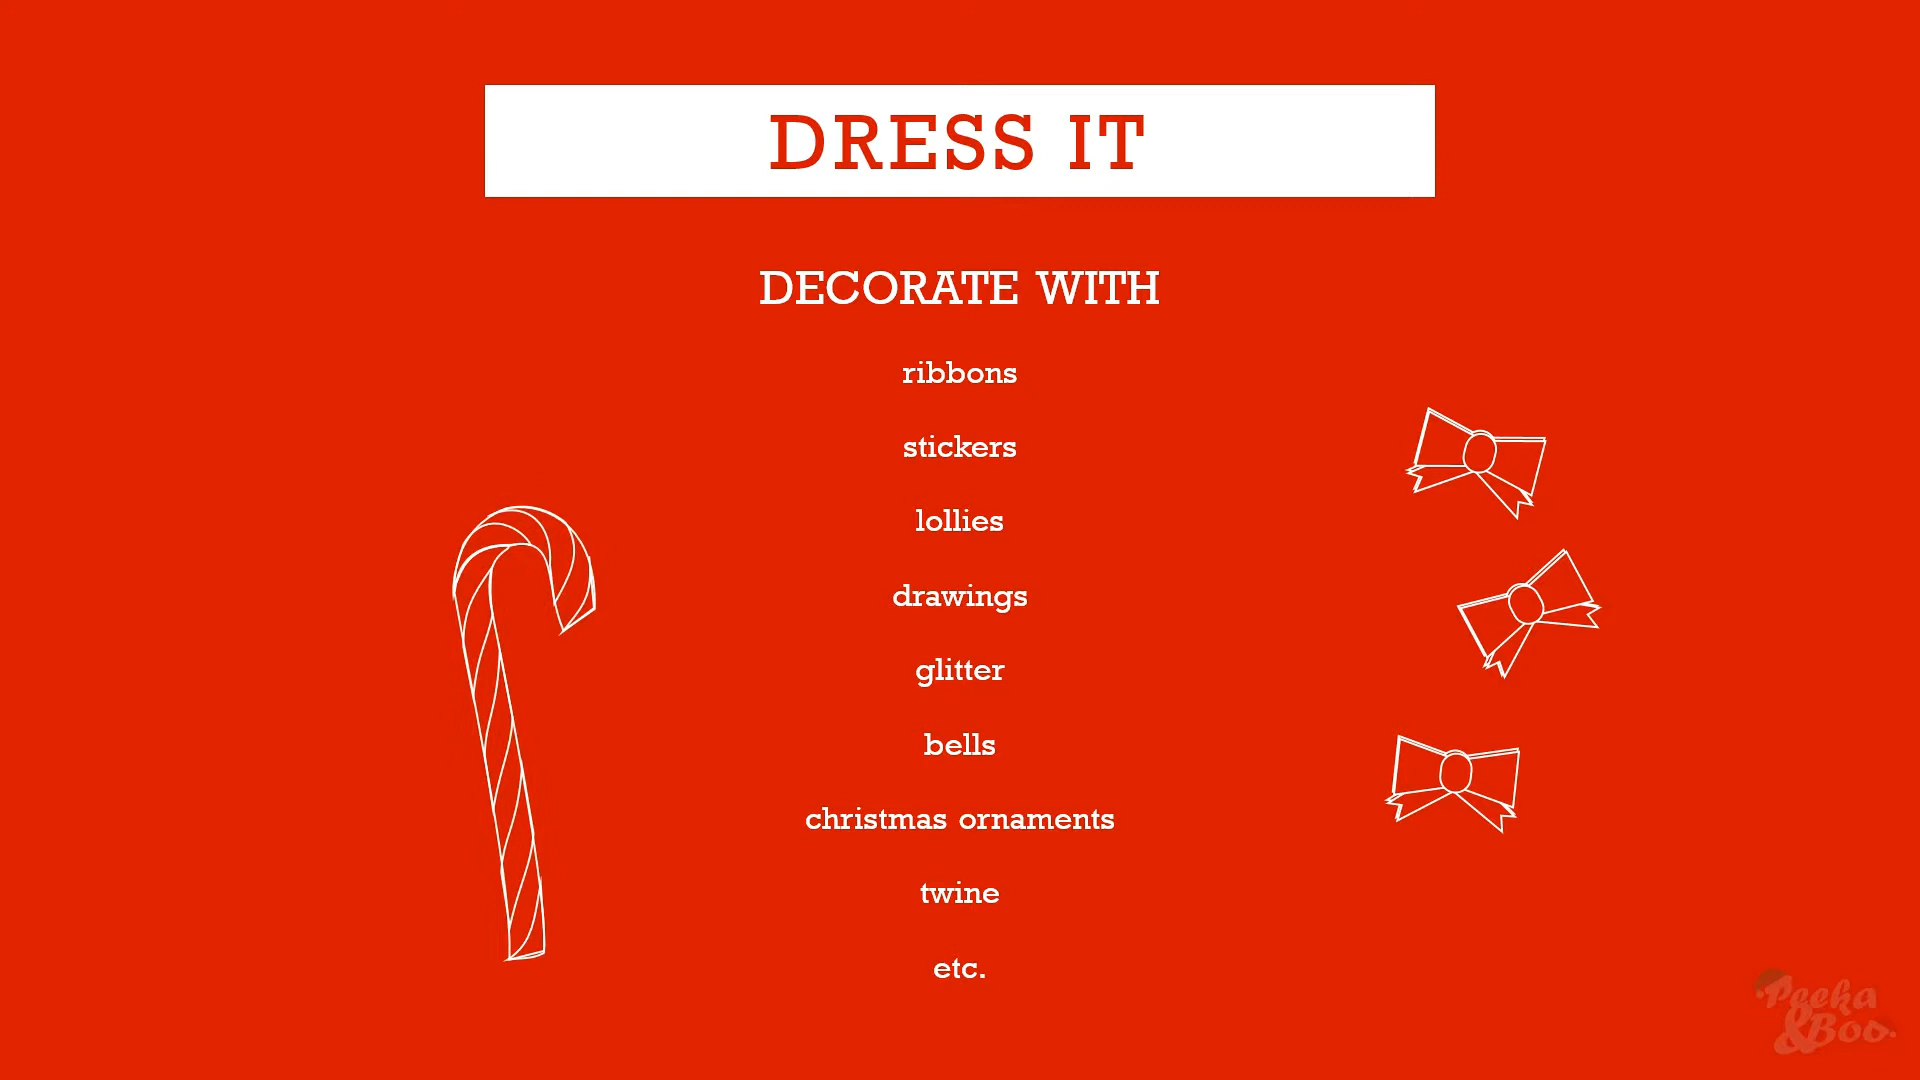 DRESS IT
DECORATE WITH
ribbons
stickers
lollies
drawings
glitter
bells
christmas ornaments
twine
etc.
Peeka
&Boo.